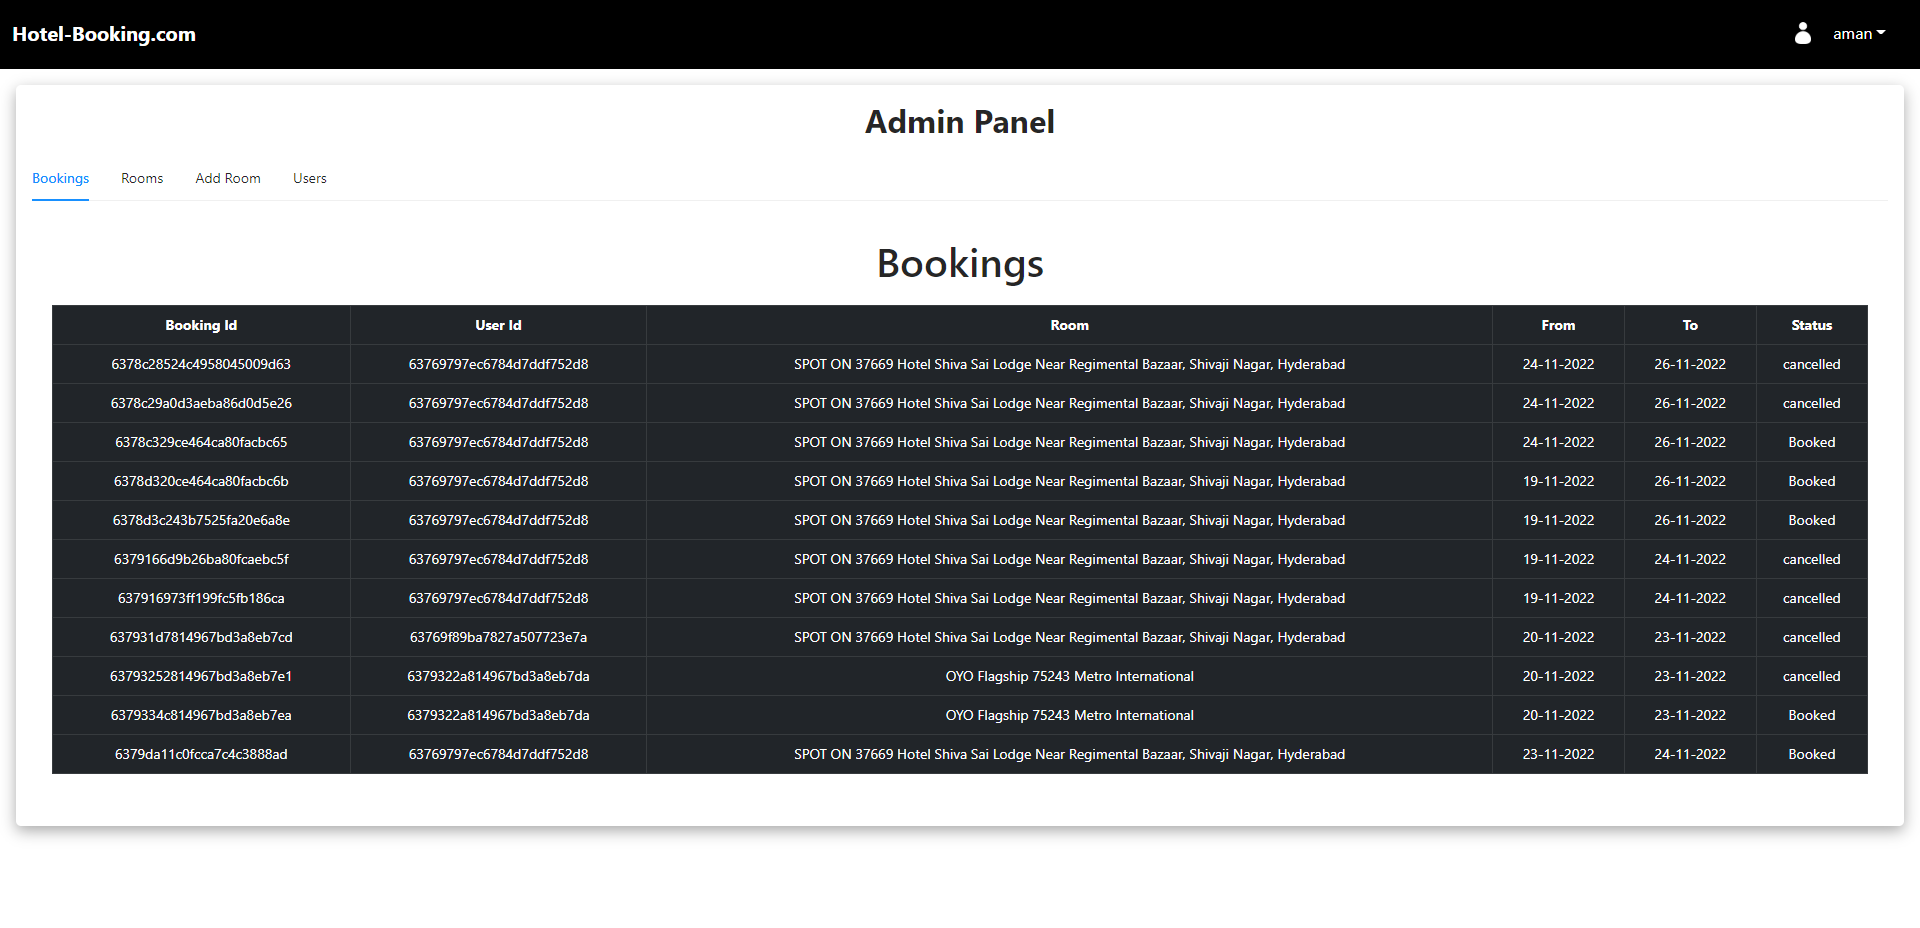 Hotel-Booking.com aman
Admin Panel
Bookings Rooms Add Room Users
Bookings
Booking Id User Id Room From To Status
6378c28524c4958045009d63 63769797ec6784d7ddf752d8 SPOT ON 37669 Hotel Shiva Sai Lodge Near Regimental Bazaar, Shivaji Nagar, Hyderabad 24-11-2022 26-11-2022 cancelled
6378c29a0d3aeba86d0d5e26 63769797ec6784d7ddf752d8 SPOT ON 37669 Hotel Shiva Sai Lodge Near Regimental Bazaar, Shivaji Nagar, Hyderabad 24-11-2022 26-11-2022 cancelled
6378c329ce464ca80facbc65 63769797ec6784d7ddf752d8 SPOT ON 37669 Hotel Shiva Sai Lodge Near Regimental Bazaar, Shivaji Nagar, Hyderabad 24-11-2022 26-11-2022 Booked
6378d320ce464ca80facbc6b 63769797ec6784d7ddf752d8 SPOT ON 37669 Hotel Shiva Sai Lodge Near Regimental Bazaar, Shivaji Nagar, Hyderabad 19-11-2022 26-11-2022 Booked
6378d3c243b7525fa20e6a8e 63769797ec6784d7ddf752d8 SPOT ON 37669 Hotel Shiva Sai Lodge Near Regimental Bazaar, Shivaji Nagar, Hyderabad 19-11-2022 26-11-2022 Booked
6379166d9b26ba80fcaebc5f 63769797ec6784d7ddf752d8 SPOT ON 37669 Hotel Shiva Sai Lodge Near Regimental Bazaar, Shivaji Nagar, Hyderabad 19-11-2022 24-11-2022 cancelled
637916973ff199fc5fb186ca 63769797ec6784d7ddf752d8 SPOT ON 37669 Hotel Shiva Sai Lodge Near Regimental Bazaar, Shivaji Nagar, Hyderabad 19-11-2022 24-11-2022 cancelled
637931d7814967bd3a8eb7cd 63769f89ba7827a507723e7a SPOT ON 37669 Hotel Shiva Sai Lodge Near Regimental Bazaar, Shivaji Nagar, Hyderabad 20-11-2022 23-11-2022 cancelled
63793252814967bd3a8eb7e1 6379322a814967bd3a8eb7da OYO Flagship 75243 Metro International 20-11-2022 23-11-2022 cancelled
6379334c814967bd3a8eb7ea 6379322a814967bd3a8eb7da OYO Flagship 75243 Metro International 20-11-2022 23-11-2022 Booked
6379da11c0fcca7c4c3888ad 63769797ec6784d7ddf752d8 SPOT ON 37669 Hotel Shiva Sai Lodge Near Regimental Bazaar, Shivaji Nagar, Hyderabad 23-11-2022 24-11-2022 Booked